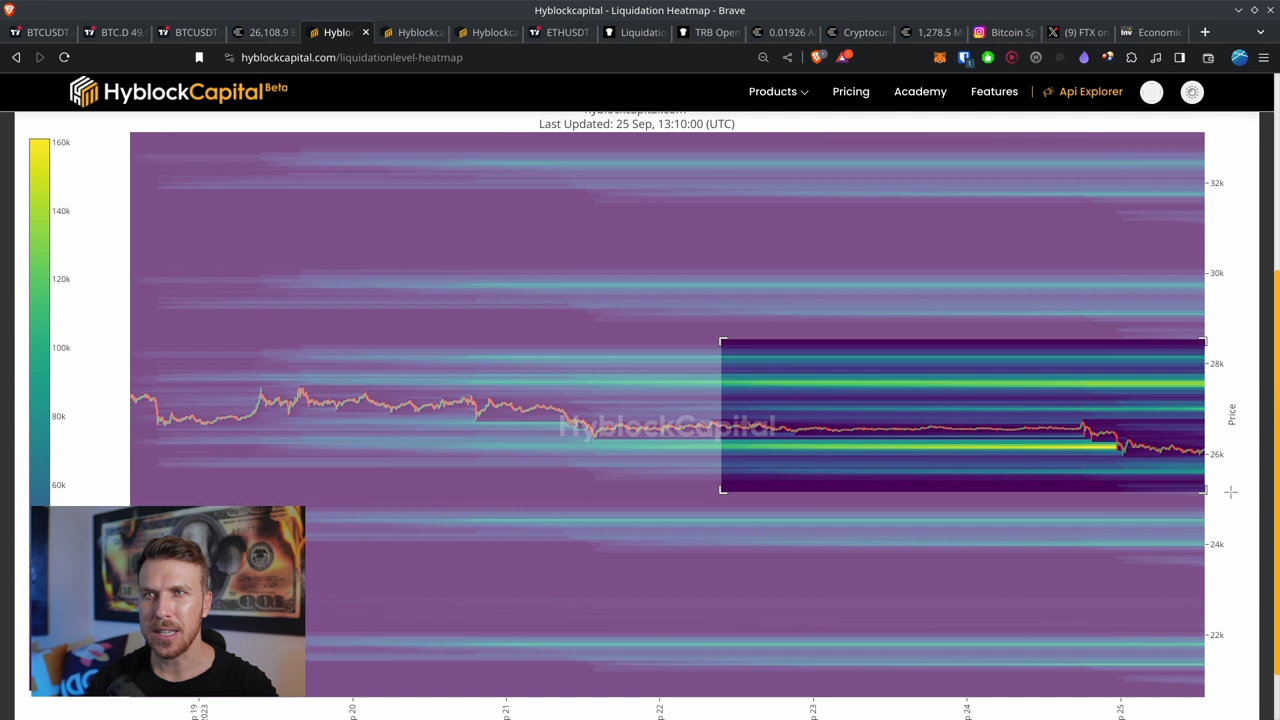 Hyblockcapital - Liquidation Heatmap - Brave
BTCUSDT BTC.D 49. BTCUSDT 26,108.9 B Hyblo Hyblockca Hyblockca ETHUSDT Liquidatio TRB Open 0.01926 A Cryptocur 1,278.5 M Bitcoin Sp (9) FTX on Economic
hyblockcapital.com/liquidationlevel-heatmap
HyblockCapital Beta Products Pricing Academy Features Api Explorer
hyblockcapital.com
Last Updated: 25 Sep, 13:10:00 (UTC)
160k
140k
120k
100k
80k
60k
32k
30k
28k
26k
24k
22k
Price
HyblockCapital
p 19
2023
p 20
p 21
p 22
p 23
p 24
p 25